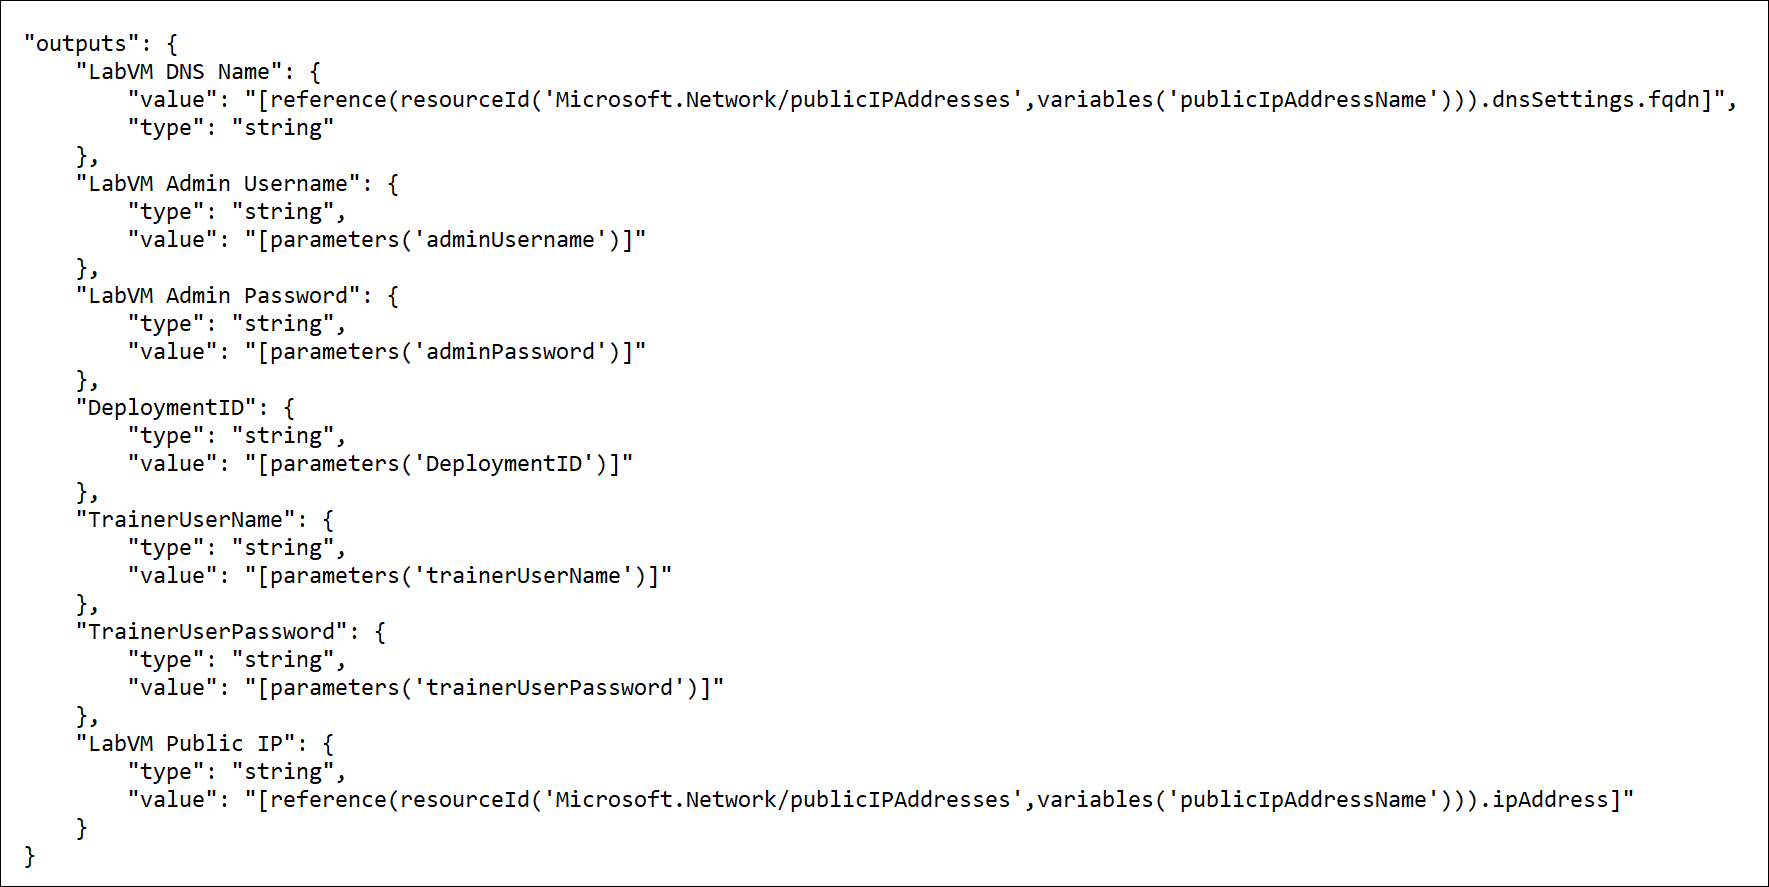 "outputs": {
    "LabVM DNS Name": {
        "value": "[reference(resourceId('Microsoft.Network/publicIPAddresses',variables('publicIpAddressName'))).dnsSettings.fqdn]",
        "type": "string"
    },
    "LabVM Admin Username": {
        "type": "string",
        "value": "[parameters('adminUsername')]"
    },
    "LabVM Admin Password": {
        "type": "string",
        "value": "[parameters('adminPassword')]"
    },
    "DeploymentID": {
        "type": "string",
        "value": "[parameters('DeploymentID')]"
    },
    "TrainerUserName": {
        "type": "string",
        "value": "[parameters('trainerUserName')]"
    },
    "TrainerUserPassword": {
        "type": "string",
        "value": "[parameters('trainerUserPassword')]"
    },
    "LabVM Public IP": {
        "type": "string",
        "value": "[reference(resourceId('Microsoft.Network/publicIPAddresses',variables('publicIpAddressName'))).ipAddress]"
    }
}